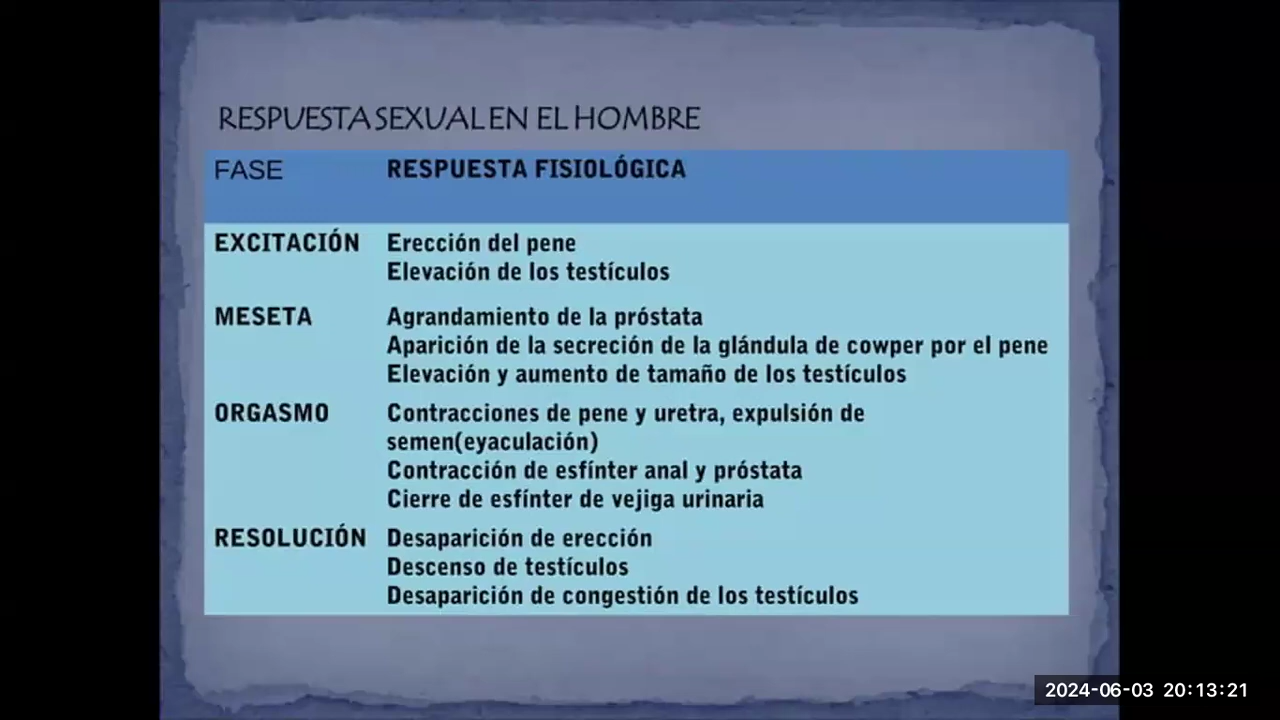 RESPUESTA SEXUAL EN EL HOMBRE
FASE RESPUESTA FISIOLÓGICA
EXCITACIÓN Erección del pene
Elevación de los testículos
MESETA Agrandamiento de la próstata
Aparición de la secreción de la glándula de cowper por el pene
Elevación y aumento de tamaño de los testículos
ORGASMO Contracciones de pene y uretra, expulsión de
semen(eyaculación)
Contracción de esfínter anal y próstata
Cierre de esfínter de vejiga urinaria
RESOLUCIÓN Desaparición de erección
Descenso de testículos
Desaparición de congestión de los testículos
2024-06-03 20:13:21